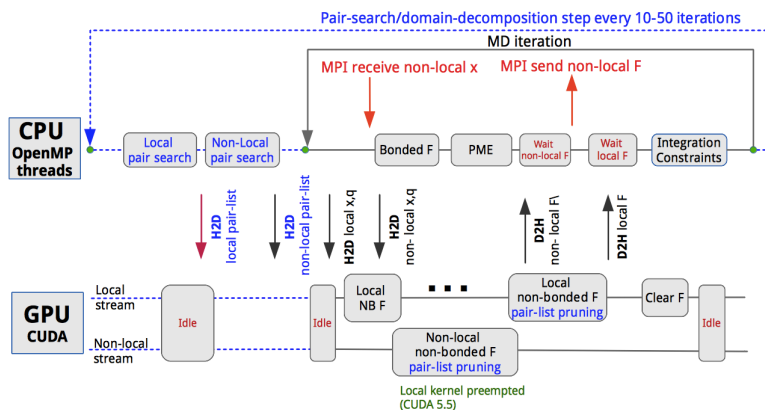 Pair-search/domain-decomposition step every 10-50 iterations
MD iteration
MPI receive non-local x
MPI send non-local F
CPU
OpenMP
threads
Local
pair search
Non-Local
pair search
Bonded F
PME
Wait
non-local F
Wait
local F
Integration
Constraints
H2D
local pair-list
H2D
non-local pair-list
H2D local x,q
H2D
non- local x,q
D2H
non- local F\
D2H local F
GPU
CUDA
Local
stream
Non-local
stream
Idle
Idle
Local
NB F
...
Local
non-bonded F
pair-list pruning
Clear F
Idle
Non-local
non-bonded F
pair-list pruning
Local kernel preempted
(CUDA 5.5)